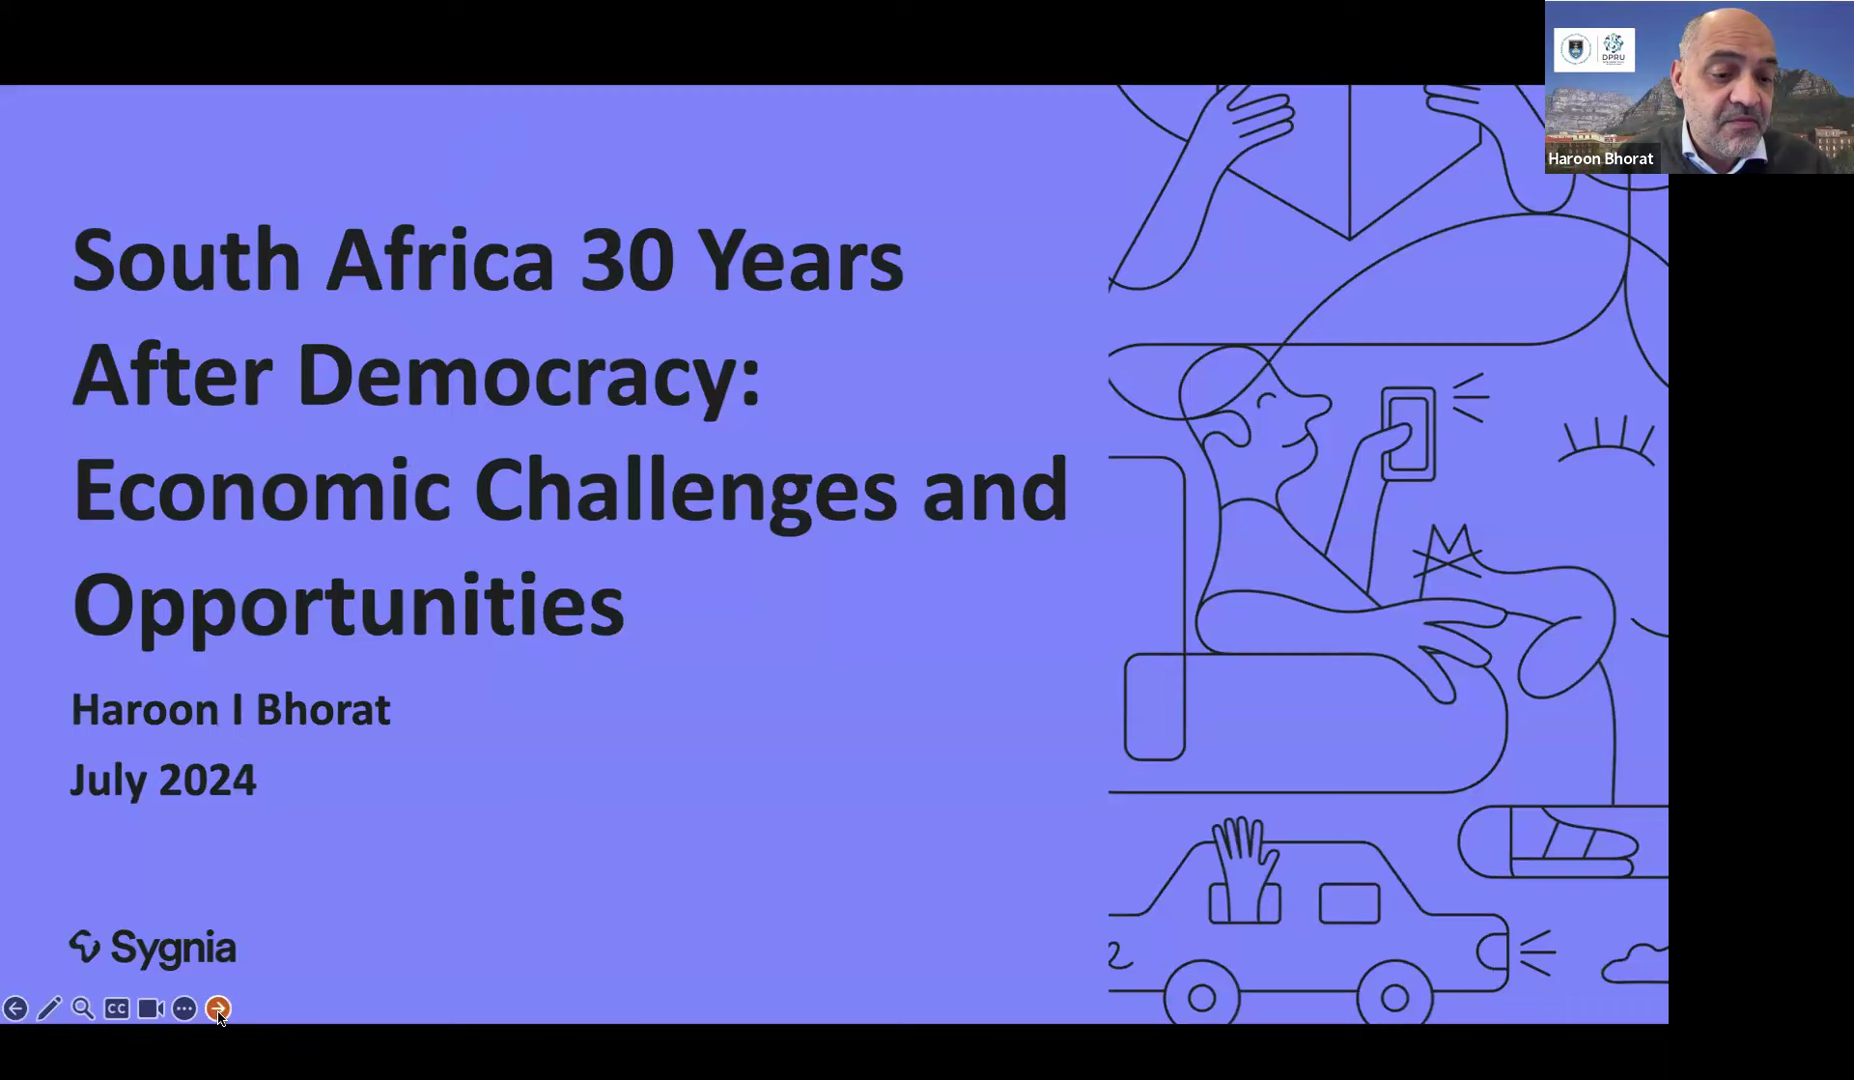 DPRU
Haroon Bhorat
South Africa 30 Years
After Democracy:
Economic Challenges and
Opportunities
Haroon I Bhorat
July 2024
Sygnia
CC